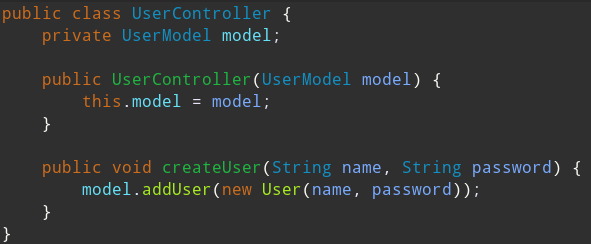 public class UserController {
    private UserModel model;

    public UserController(UserModel model) {
        this.model = model;
    }

    public void createUser(String name, String password) {
        model.addUser(new User(name, password));
    }
}